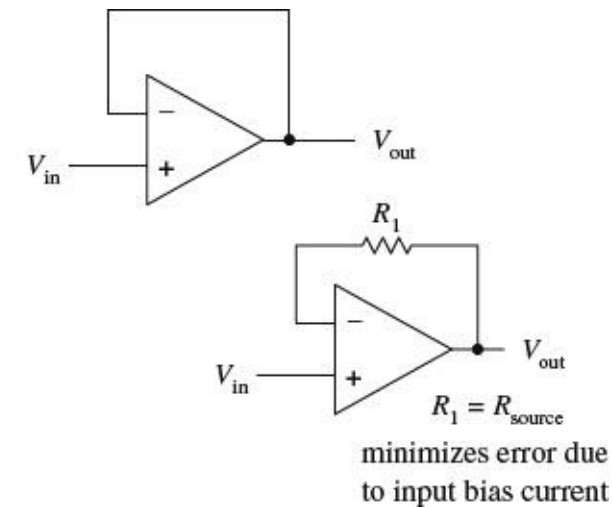 −
+
V_in
V_out
R_1
−
+
V_in
V_out
R_1 = R_source
minimizes error due
to input bias current